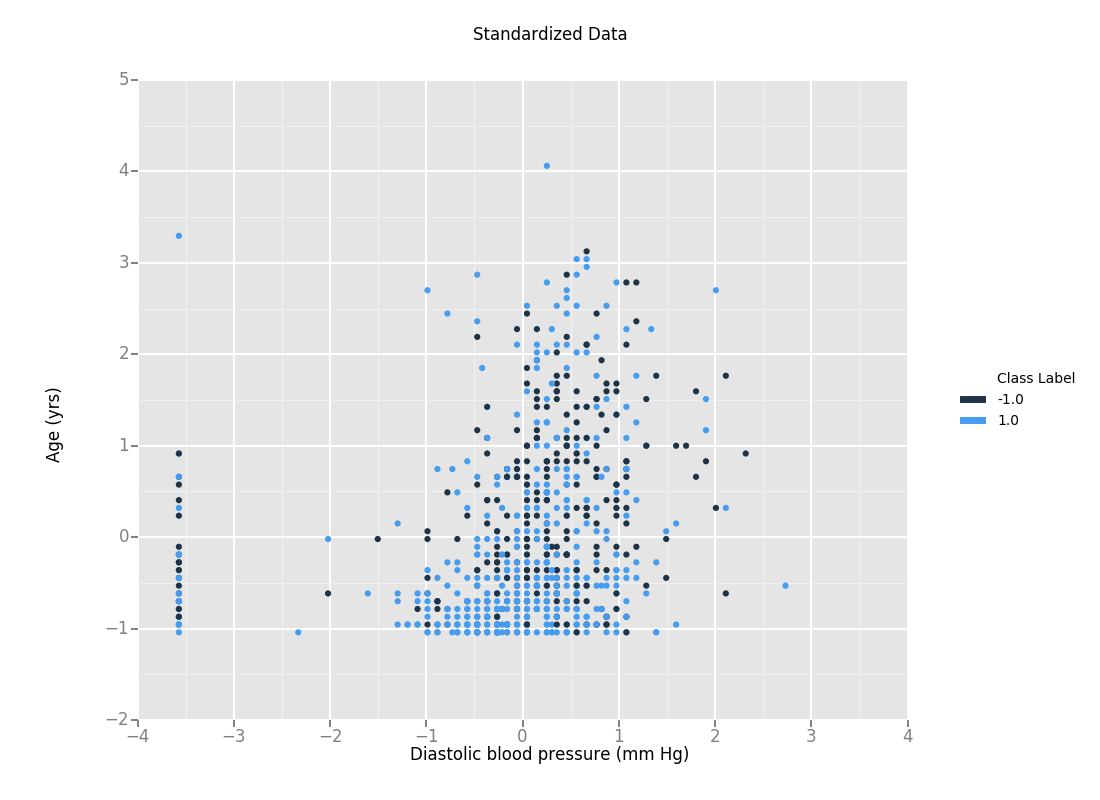 Standardized Data
5
4
3
2
1
0
−1
−2
Age (yrs)
−4 −3 −2 −1 0 1 2 3 4
Diastolic blood pressure (mm Hg)
Class Label
-1.0
1.0